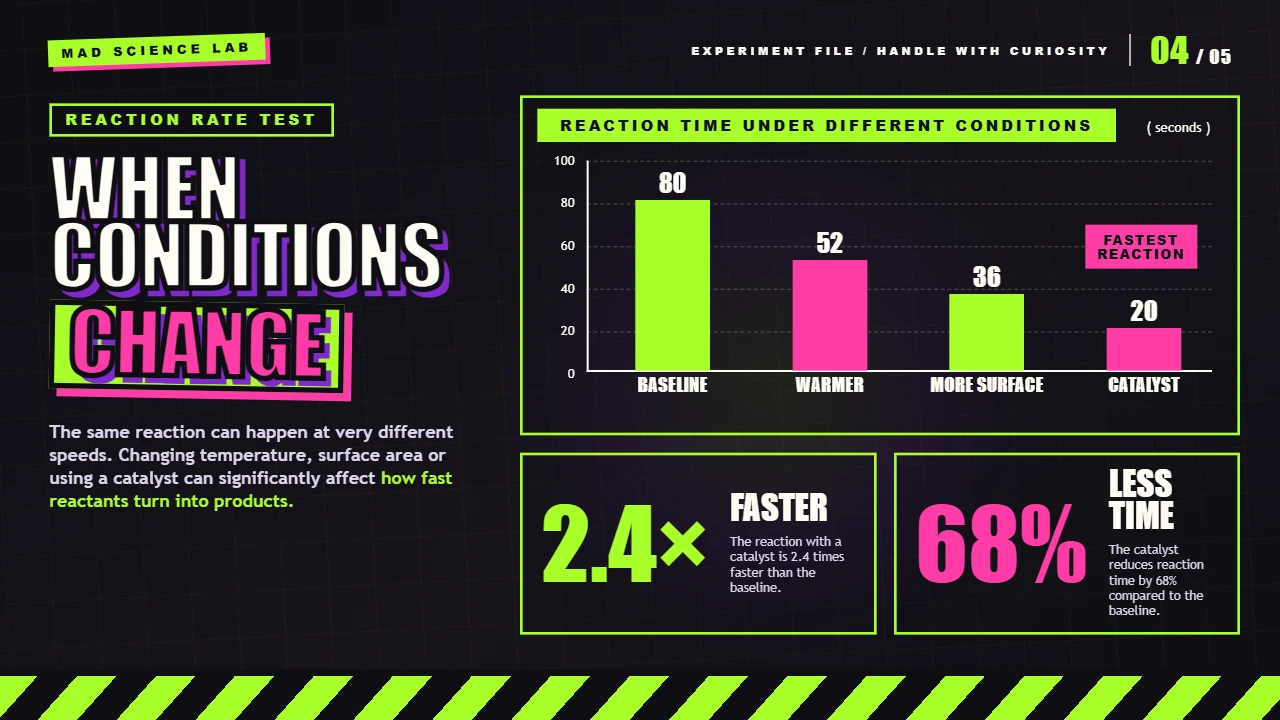 MAD SCIENCE LAB
EXPERIMENT FILE / HANDLE WITH CURIOSITY
04 / 05
REACTION RATE TEST
WHEN
CONDITIONS
CHANGE
The same reaction can happen at very different
speeds. Changing temperature, surface area or
using a catalyst can significantly affect how fast
reactants turn into products.
REACTION TIME UNDER DIFFERENT CONDITIONS
( seconds )
100
80
60
40
20
0
80
52
36
20
FASTEST
REACTION
BASELINE
WARMER
MORE SURFACE
CATALYST
2.4×
FASTER
The reaction with a
catalyst is 2.4 times
faster than the
baseline.
68%
LESS
TIME
The catalyst
reduces reaction
time by 68%
compared to the
baseline.